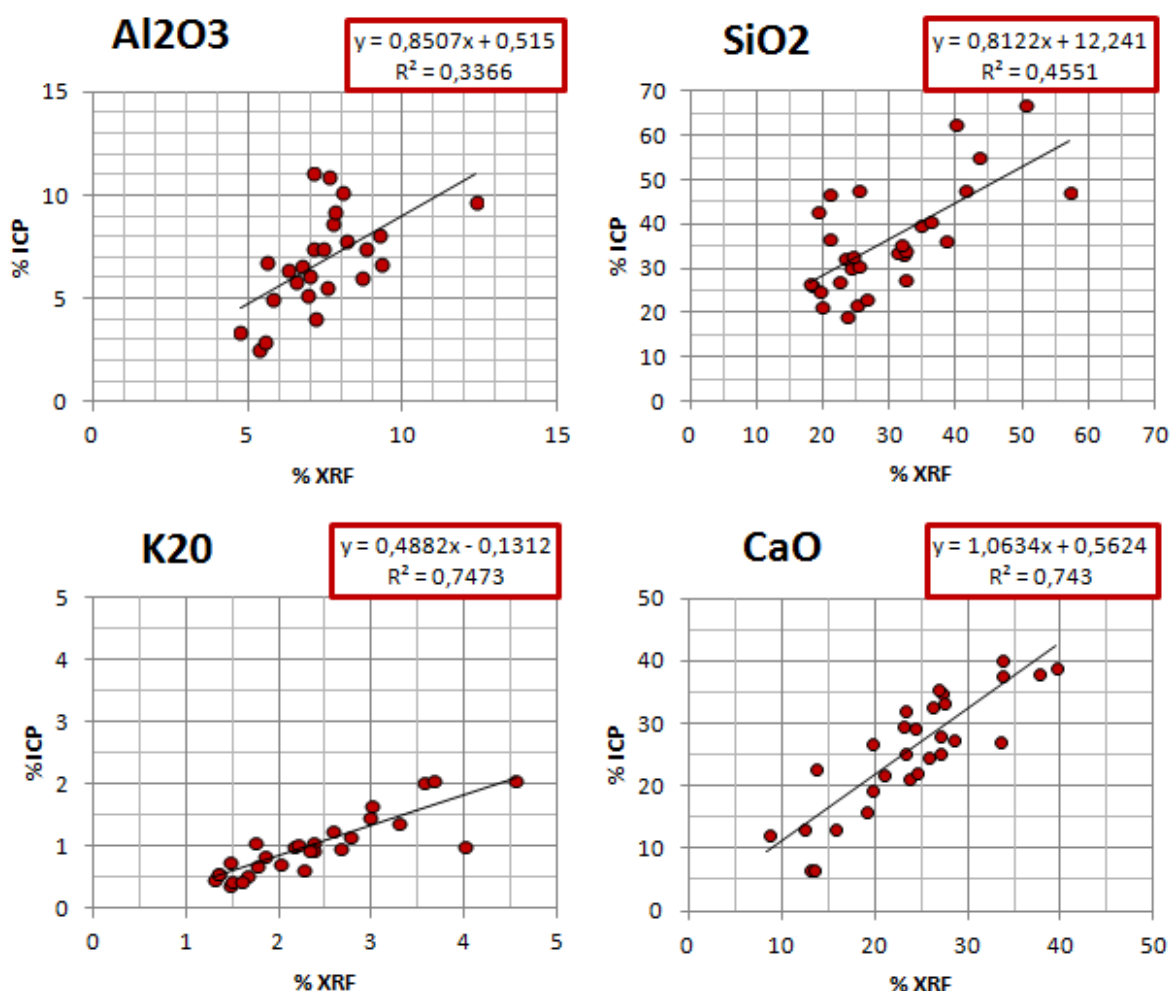 Al2O3
y = 0,8507x + 0,515
R² = 0,3366
15
10
5
0
0 5 10 15
% ICP
% XRF
SiO2
y = 0,8122x + 12,241
R² = 0,4551
70
60
50
40
30
20
10
0
0 10 20 30 40 50 60 70
% ICP
% XRF
K20
y = 0,4882x - 0,1312
R² = 0,7473
5
4
3
2
1
0
0 1 2 3 4 5
%ICP
% XRF
CaO
y = 1,0634x + 0,5624
R² = 0,743
50
40
30
20
10
0
0 10 20 30 40 50
% ICP
% XRF